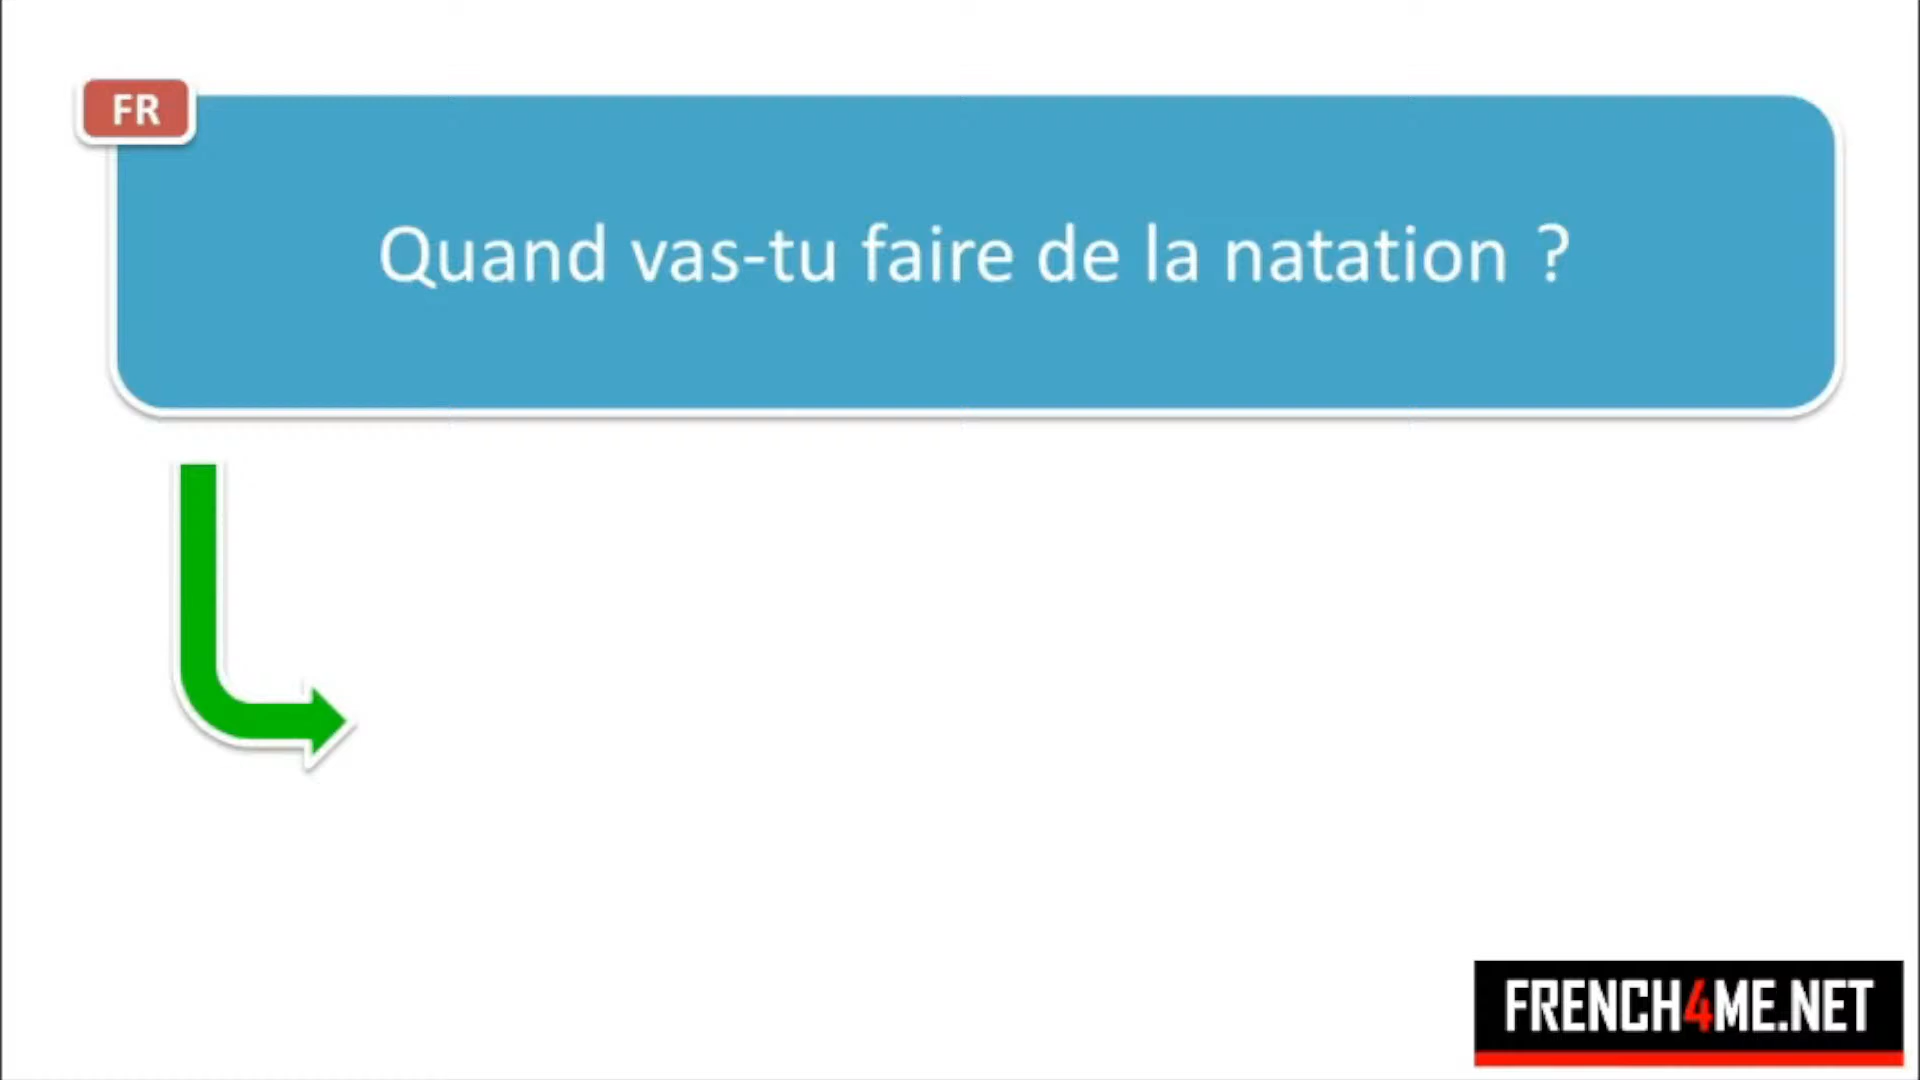 FR
Quand vas-tu faire de la natation ?
FRENCH4ME.NET